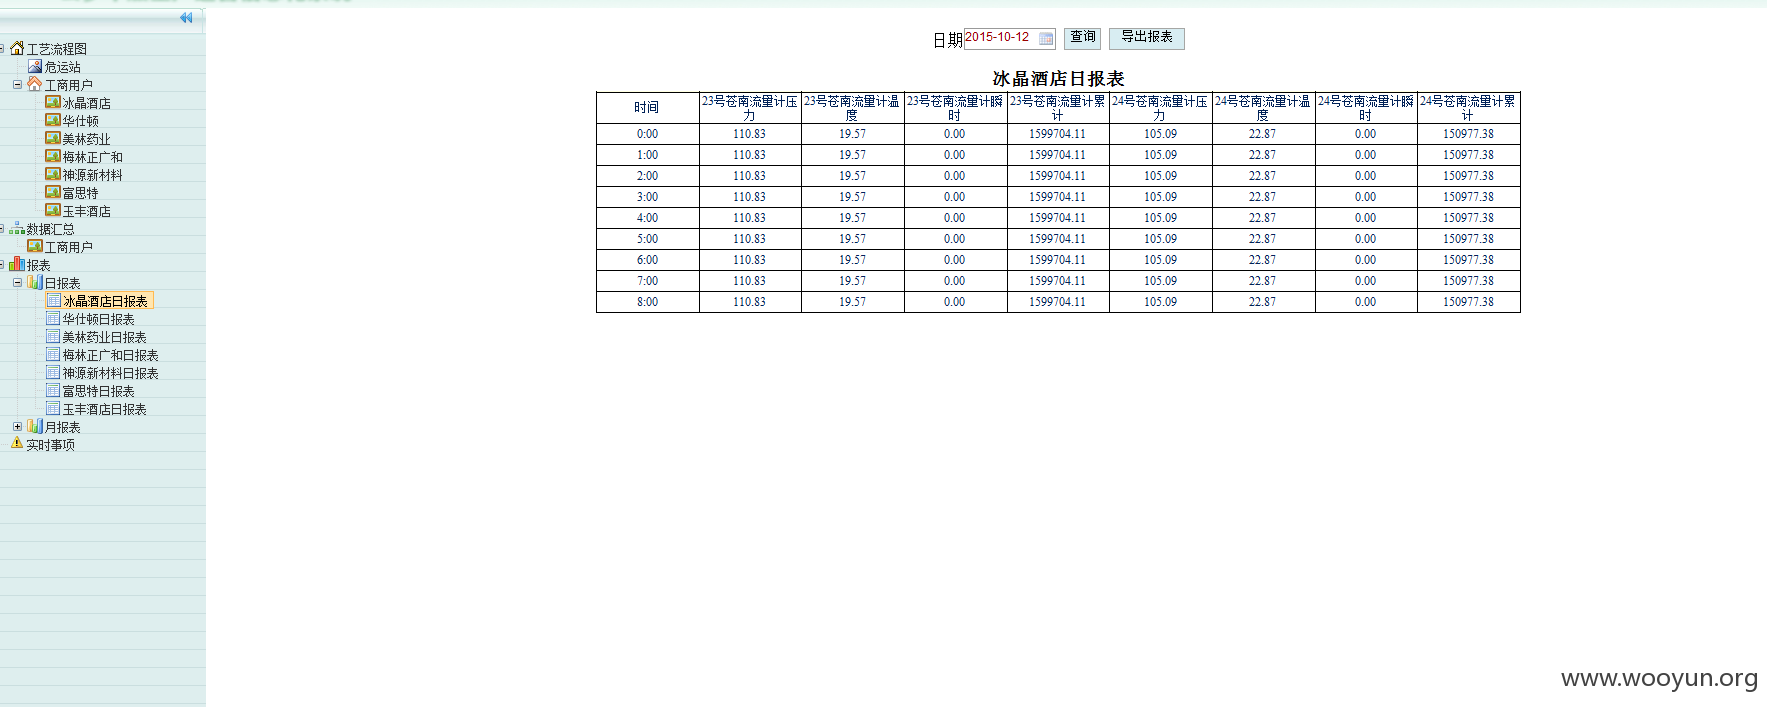 工艺流程图
危运站
工商用户
冰晶酒店
华仕顿
美林药业
梅林正广和
神源新材料
富思特
玉丰酒店
数据汇总
工商用户
报表
日报表
冰晶酒店日报表
华仕顿日报表
美林药业日报表
梅林正广和日报表
神源新材料日报表
富思特日报表
玉丰酒店日报表
月报表
实时事项
日期 2015-10-12 查询 导出报表
冰晶酒店日报表
时间 23号苍南流量计压力 23号苍南流量计温度 23号苍南流量计瞬时 23号苍南流量计累计 24号苍南流量计压力 24号苍南流量计温度 24号苍南流量计瞬时 24号苍南流量计累计
0:00 110.83 19.57 0.00 1599704.11 105.09 22.87 0.00 150977.38
1:00 110.83 19.57 0.00 1599704.11 105.09 22.87 0.00 150977.38
2:00 110.83 19.57 0.00 1599704.11 105.09 22.87 0.00 150977.38
3:00 110.83 19.57 0.00 1599704.11 105.09 22.87 0.00 150977.38
4:00 110.83 19.57 0.00 1599704.11 105.09 22.87 0.00 150977.38
5:00 110.83 19.57 0.00 1599704.11 105.09 22.87 0.00 150977.38
6:00 110.83 19.57 0.00 1599704.11 105.09 22.87 0.00 150977.38
7:00 110.83 19.57 0.00 1599704.11 105.09 22.87 0.00 150977.38
8:00 110.83 19.57 0.00 1599704.11 105.09 22.87 0.00 150977.38
www.wooyun.org